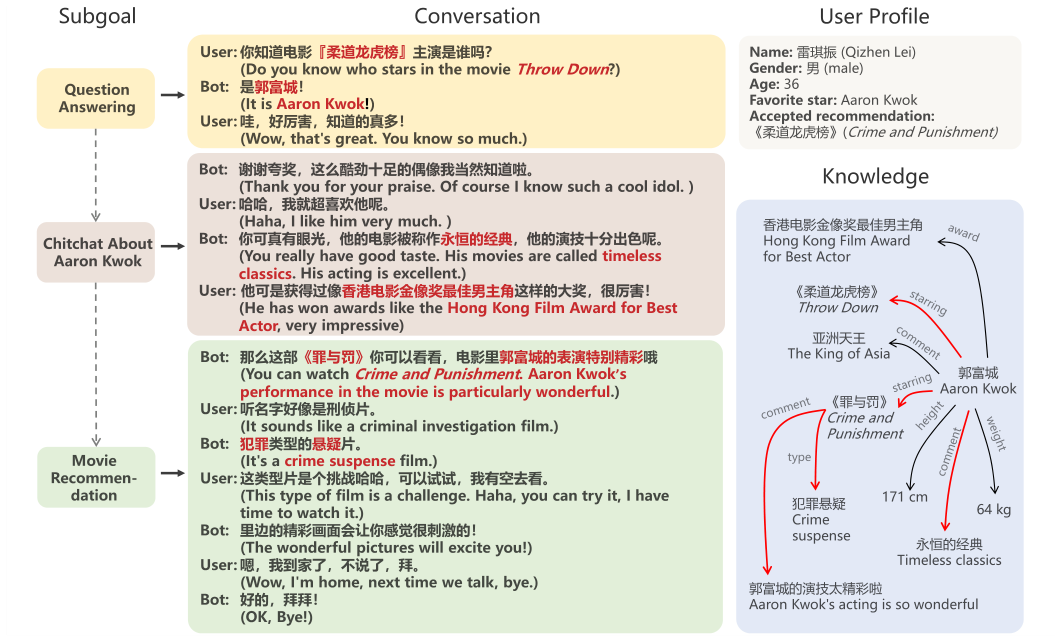 Subgoal
Question
Answering
Chitchat About
Aaron Kwok
Movie
Recommen-
dation
Conversation
User: 你知道电影『柔道龙虎榜』主演是谁吗?
(Do you know who stars in the movie Throw Down?)
Bot: 是郭富城!
(It is Aaron Kwok!)
User: 哇，好厉害，知道的真多!
(Wow, that's great. You know so much.)
Bot: 谢谢夸奖，这么酷劲十足的偶像我当然知道啦。
(Thank you for your praise. Of course I know such a cool idol. )
User: 哈哈，我就超喜欢他呢。
(Haha, I like him very much. )
Bot: 你可真有眼光，他的电影被称作永恒的经典，他的演技十分出色呢。
(You really have good taste. His movies are called timeless
classics. His acting is excellent.)
User: 他可是获得过像香港电影金像奖最佳男主角这样的大奖，很厉害!
(He has won awards like the Hong Kong Film Award for Best
Actor, very impressive)
Bot: 那么这部《罪与罚》你可以看看，电影里郭富城的表演特别精彩哦
(You can watch Crime and Punishment. Aaron Kwok's
performance in the movie is particularly wonderful.)
User: 听名字好像是刑侦片。
(It sounds like a criminal investigation film.)
Bot: 犯罪类型的悬疑片。
(It's a crime suspense film.)
User: 这类型片是个挑战哈哈，可以试试，我有空去看。
(This type of film is a challenge. Haha, you can try it, I have
time to watch it.)
Bot: 里边的精彩画面会让你感觉很刺激的!
(The wonderful pictures will excite you!)
User: 嗯，我到家了，不说了，拜。
(Wow, I'm home, next time we talk, bye.)
Bot: 好的，拜拜!
(OK, Bye!)
User Profile
Name: 雷琪振 (Qizhen Lei)
Gender: 男 (male)
Age: 36
Favorite star: Aaron Kwok
Accepted recommendation:
《柔道龙虎榜》(Crime and Punishment)
Knowledge
香港电影金像奖最佳男主角
Hong Kong Film Award
for Best Actor
award
《柔道龙虎榜》
Throw Down
starring
亚洲天王
The King of Asia
comment
郭富城
Aaron Kwok
starring
《罪与罚》
Crime and
Punishment
comment
type
height
comment
weight
171 cm
64 kg
犯罪悬疑
Crime
suspense
永恒的经典
Timeless classics
郭富城的演技太精彩啦
Aaron Kwok's acting is so wonderful